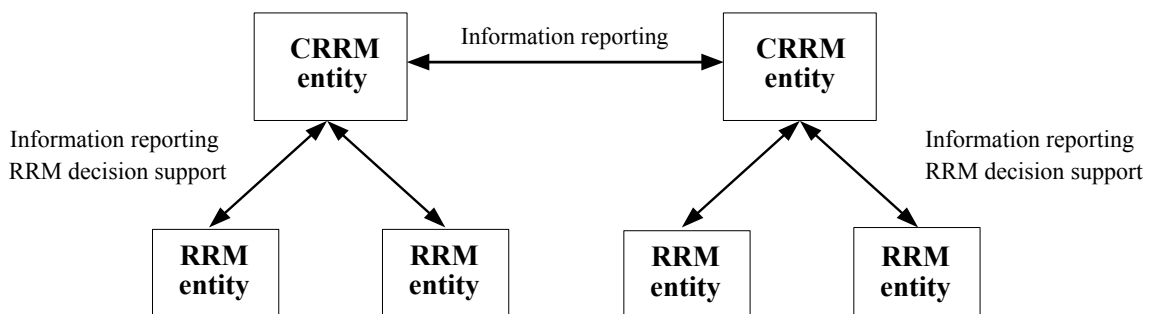 CRRM
entity
Information reporting
CRRM
entity
Information reporting
RRM decision support
Information reporting
RRM decision support
RRM
entity
RRM
entity
RRM
entity
RRM
entity